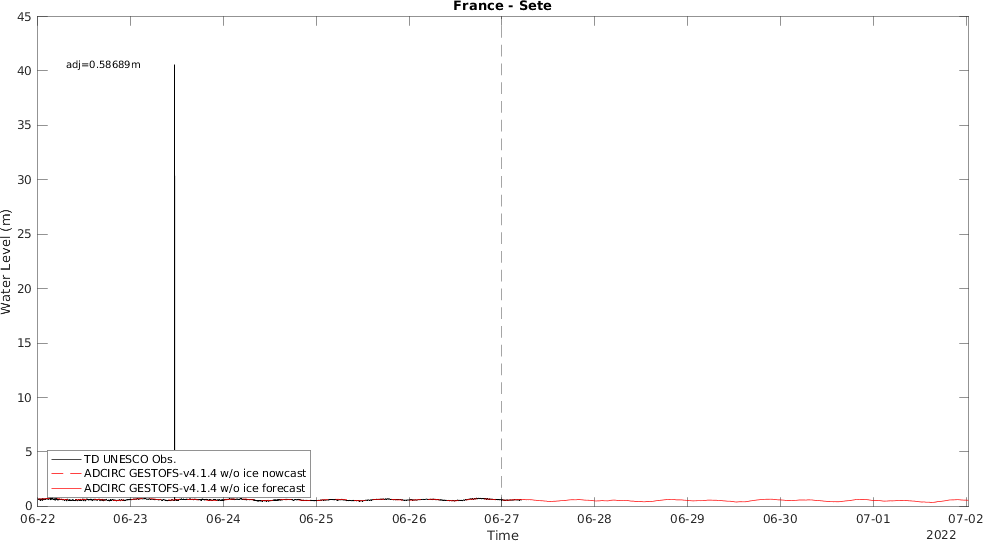 France - Sete
45
40
35
30
25
20
15
10
5
0
Water Level (m)
adj=0.58689m
TD UNESCO Obs.
ADCIRC GESTOFS-v4.1.4 w/o ice nowcast
ADCIRC GESTOFS-v4.1.4 w/o ice forecast
06-22 06-23 06-24 06-25 06-26 06-27 06-28 06-29 06-30 07-01 07-02
Time
2022